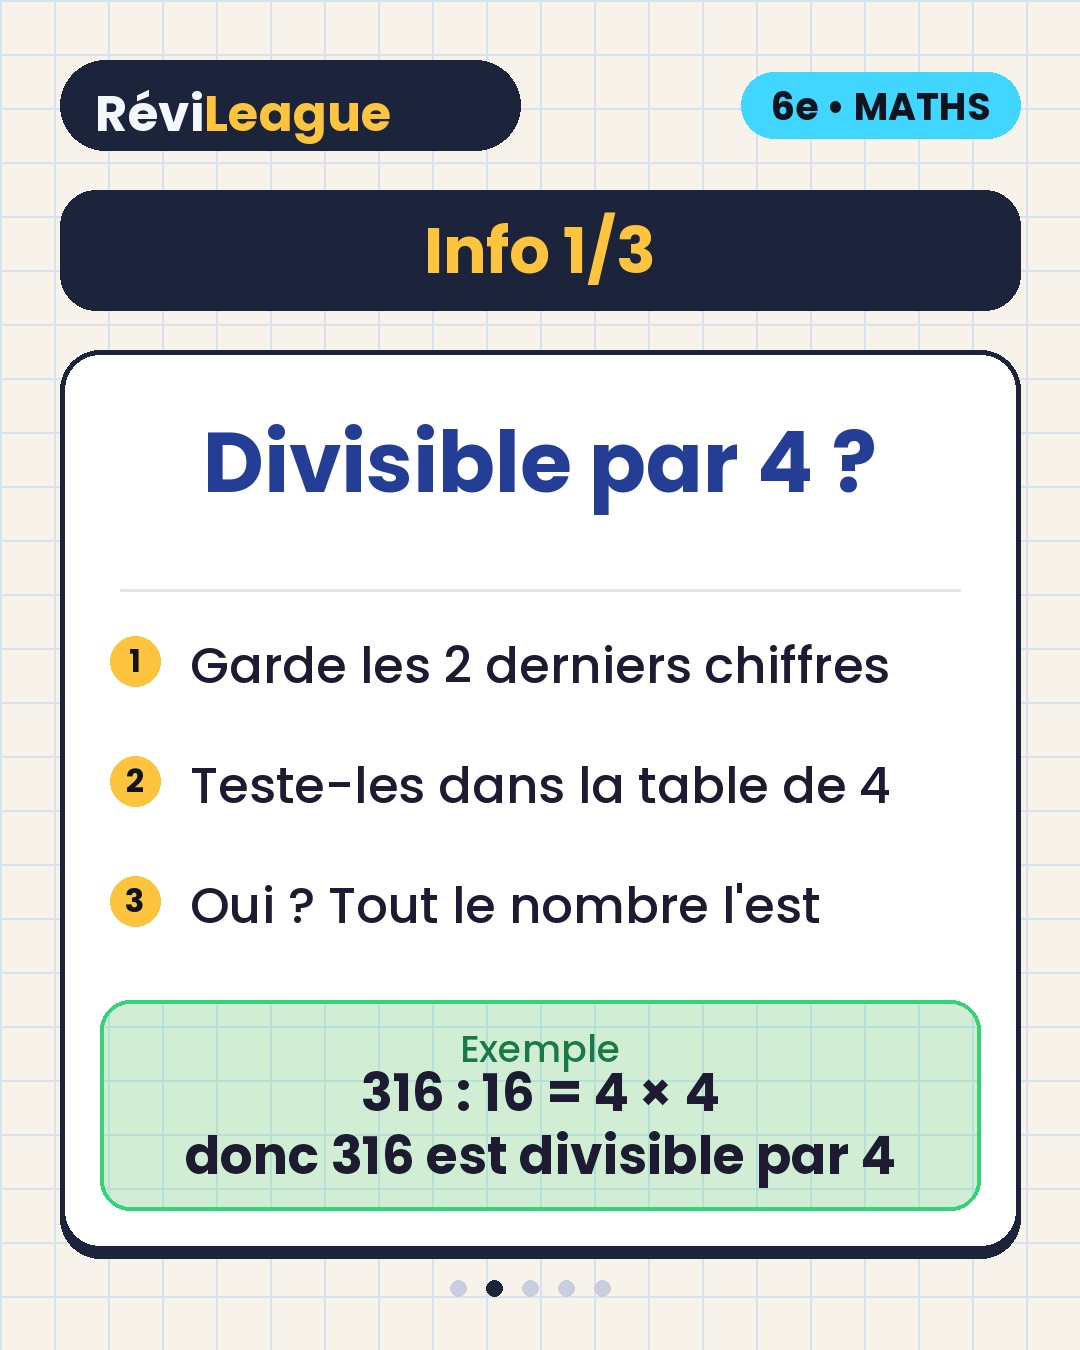 RéviLeague
6e • MATHS
Info 1/3
Divisible par 4 ?
1 Garde les 2 derniers chiffres
2 Teste-les dans la table de 4
3 Oui ? Tout le nombre l'est
Exemple
316 : 16 = 4 × 4
donc 316 est divisible par 4